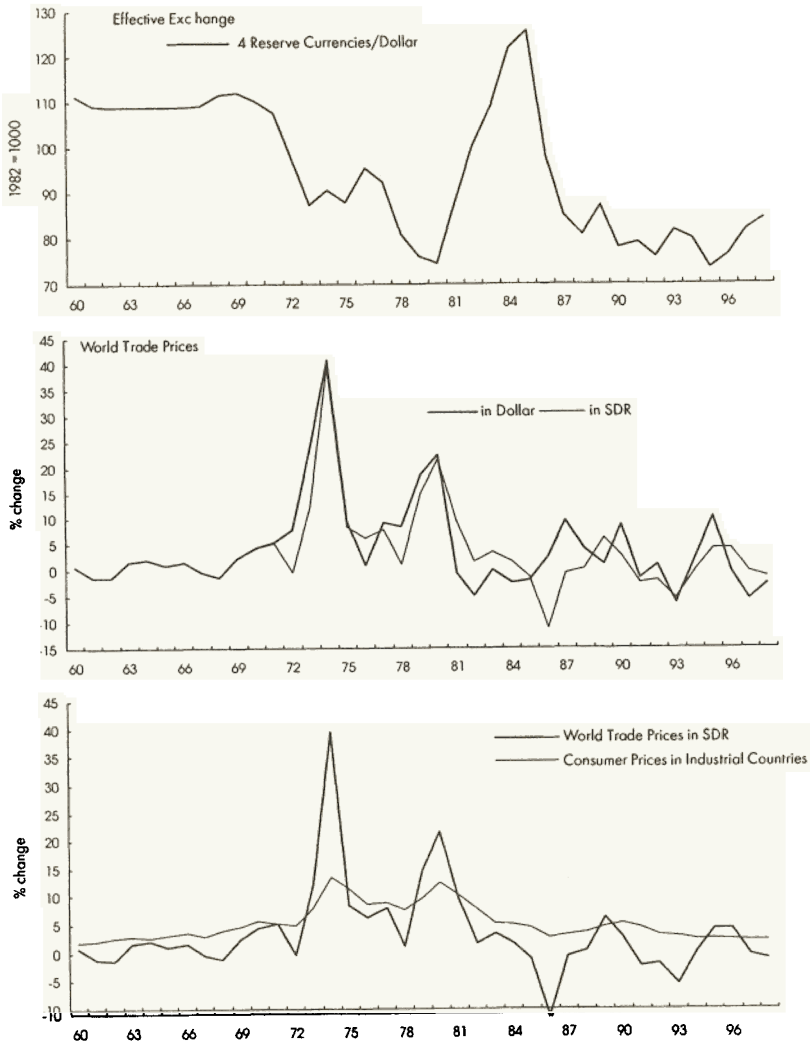 130
Effective Exc hange
4 Reserve Currencies/Dollar
120
110
100
90
80
70
1982 = 1000
60 63 66 69 72 75 78 81 84 87 90 93 96
45
World Trade Prices
40
35
30
in Dollar in SDR
25
20
15
10
5
0
-5
-10
-15
% change
60 63 66 69 72 75 78 81 84 87 90 93 96
45
40
World Trade Prices in SDR
35
Consumer Prices in Industrial Countries
30
25
20
15
10
5
0
-5
-10
% change
60 63 66 69 72 75 78 81 84 87 90 93 96